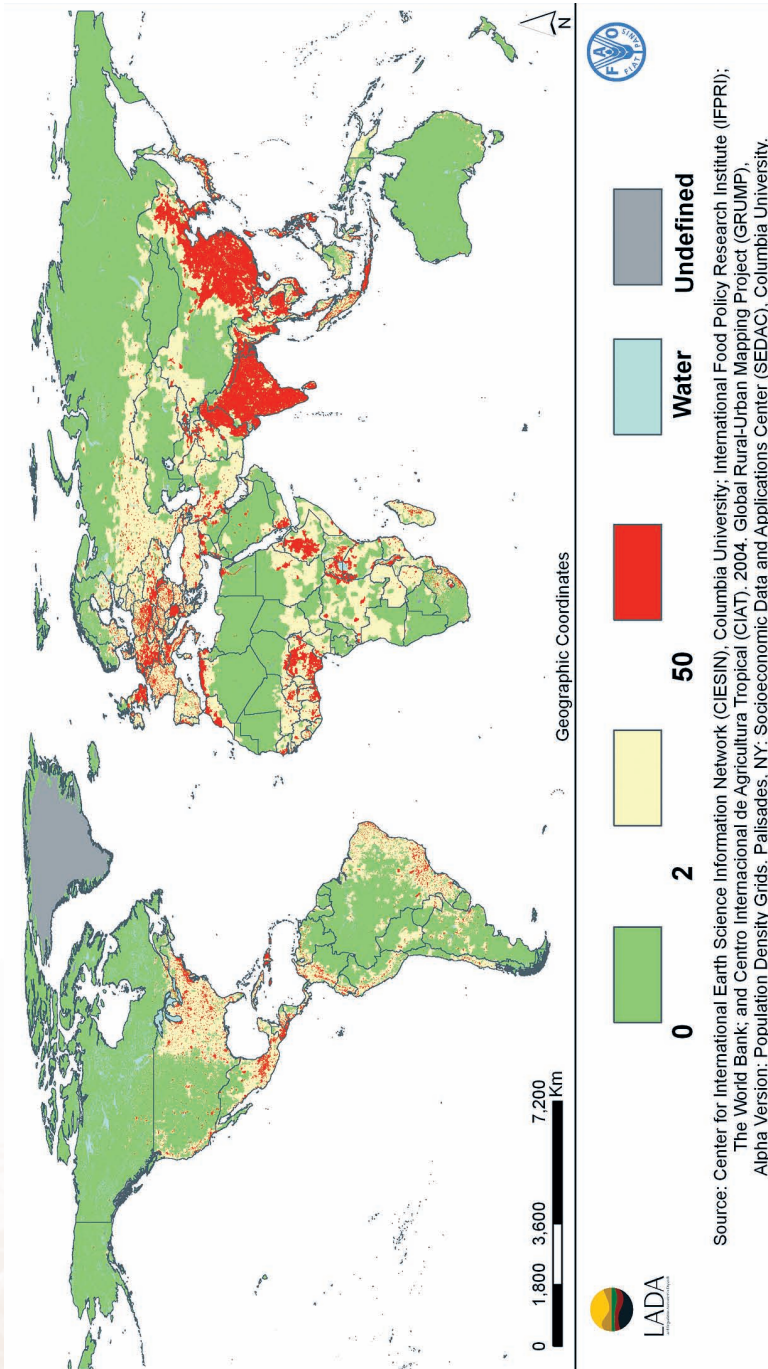 N
Geographic Coordinates
0 1,800 3,600 7,200
Km
0 2 50 Water Undefined
LADA
FAO
FIAT PANIS
Source: Center for International Earth Science Information Network (CIESIN), Columbia University; International Food Policy Research Institute (IFPRI);
The World Bank; and Centro Internacional de Agricultura Tropical (CIAT), 2004. Global Rural-Urban Mapping Project (GRUMP),
Alpha Version: Population Density Grids. Palisades, NY: Socioeconomic Data and Applications Center (SEDAC), Columbia University.